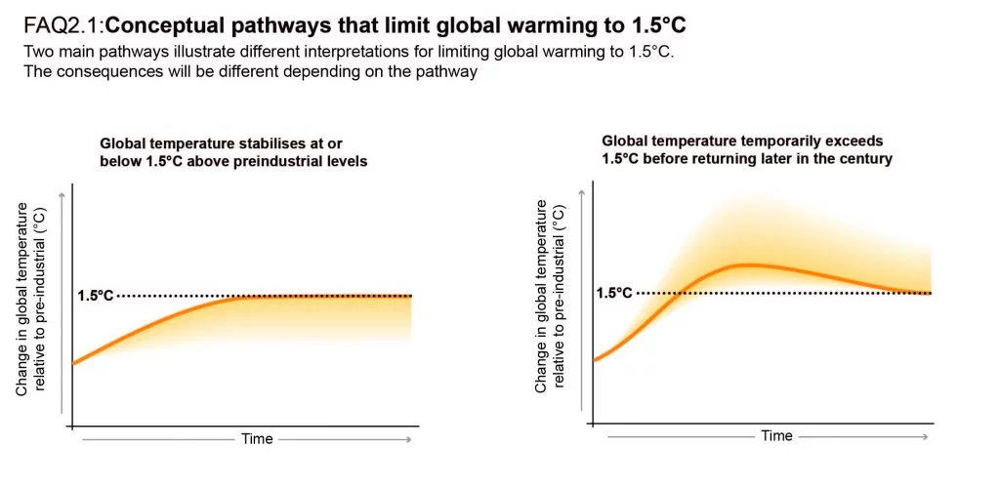 FAQ2.1:Conceptual pathways that limit global warming to 1.5°C
Two main pathways illustrate different interpretations for limiting global warming to 1.5°C.
The consequences will be different depending on the pathway
Global temperature stabilises at or
below 1.5°C above preindustrial levels
Change in global temperature
relative to pre-industrial (°C)
1.5°C
Time
Global temperature temporarily exceeds
1.5°C before returning later in the century
Change in global temperature
relative to pre-industrial (°C)
1.5°C
Time